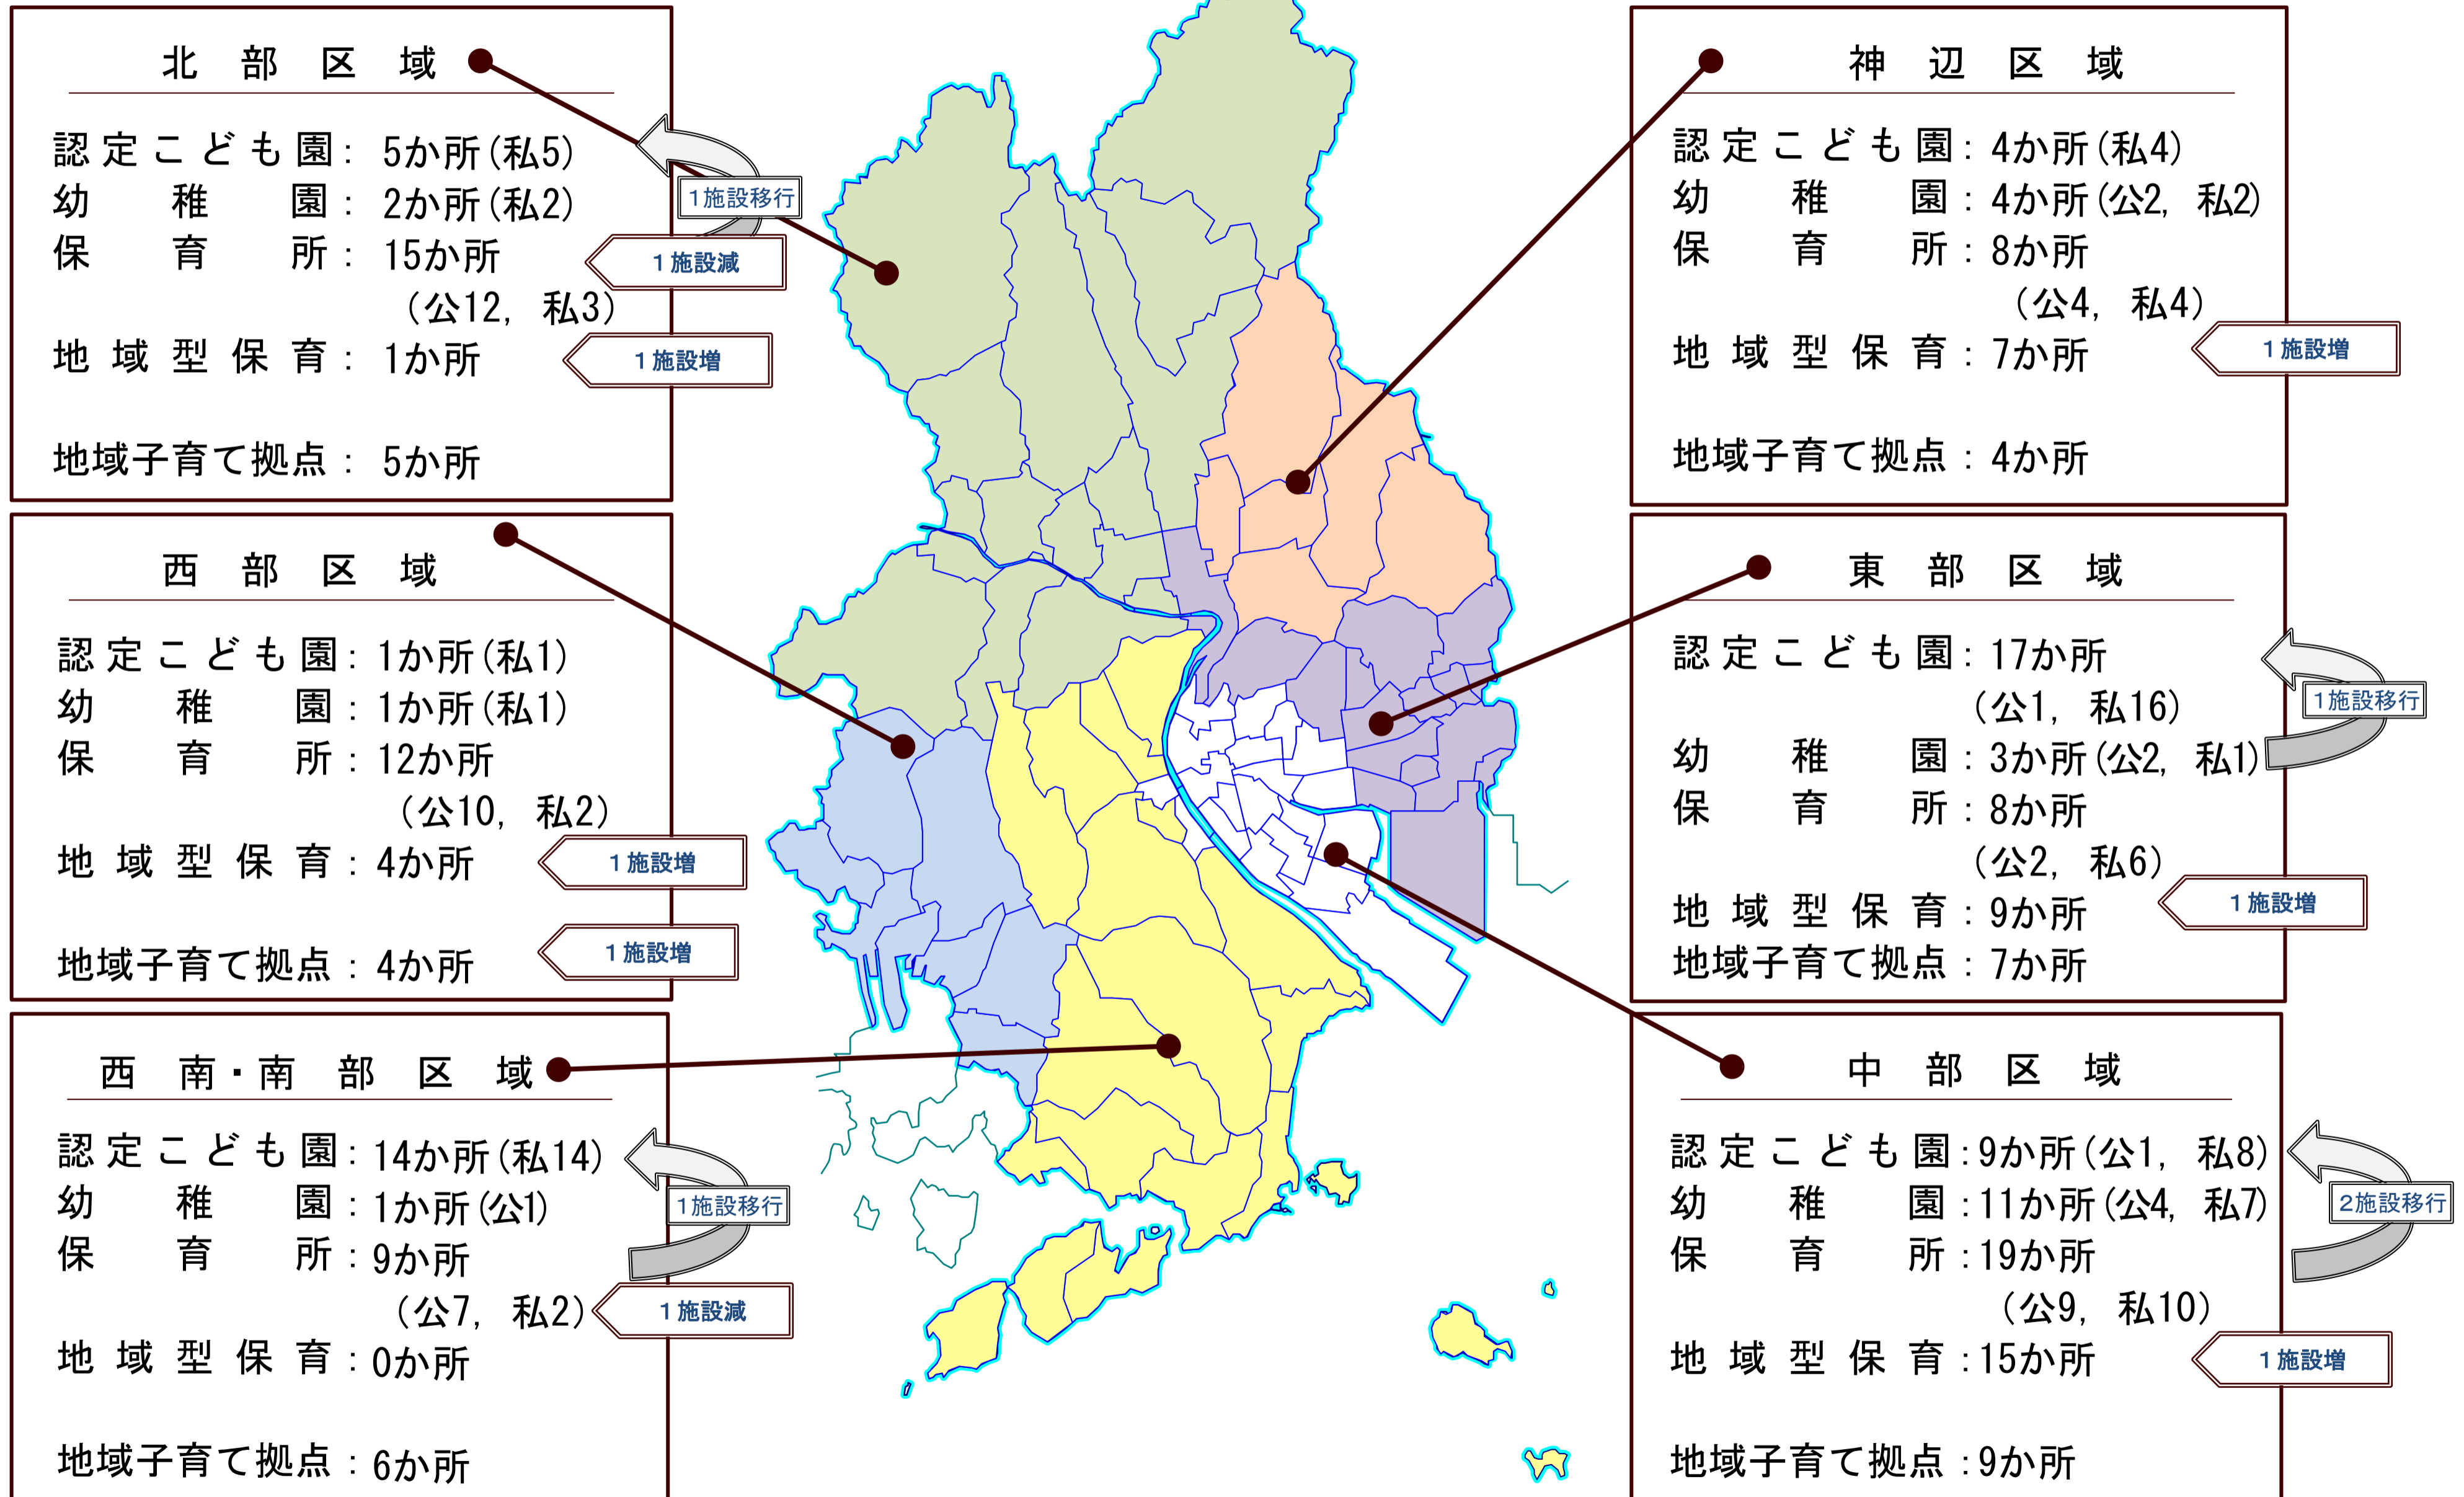 北部区域
認定こども園：5か所(私5)
幼稚園：2か所(私2)
保育所：15か所
(公12，私3)
地域型保育：1か所
地域子育て拠点：5か所
1施設移行
1施設減
1施設増
西部区域
認定こども園：1か所(私1)
幼稚園：1か所(私1)
保育所：12か所
(公10，私2)
地域型保育：4か所
地域子育て拠点：4か所
1施設増
1施設増
西南・南部区域
認定こども園：14か所(私14)
幼稚園：1か所(公1)
保育所：9か所
(公7，私2)
地域型保育：0か所
地域子育て拠点：6か所
1施設移行
1施設減
神辺区域
認定こども園：4か所(私4)
幼稚園：4か所(公2，私2)
保育所：8か所
(公4，私4)
地域型保育：7か所
地域子育て拠点：4か所
1施設増
東部区域
認定こども園：17か所
(公1，私16)
幼稚園：3か所(公2，私1)
保育所：8か所
(公2，私6)
地域型保育：9か所
地域子育て拠点：7か所
1施設移行
1施設増
中部区域
認定こども園：9か所(公1，私8)
幼稚園：11か所(公4，私7)
保育所：19か所
(公9，私10)
地域型保育：15か所
地域子育て拠点：9か所
2施設移行
1施設増